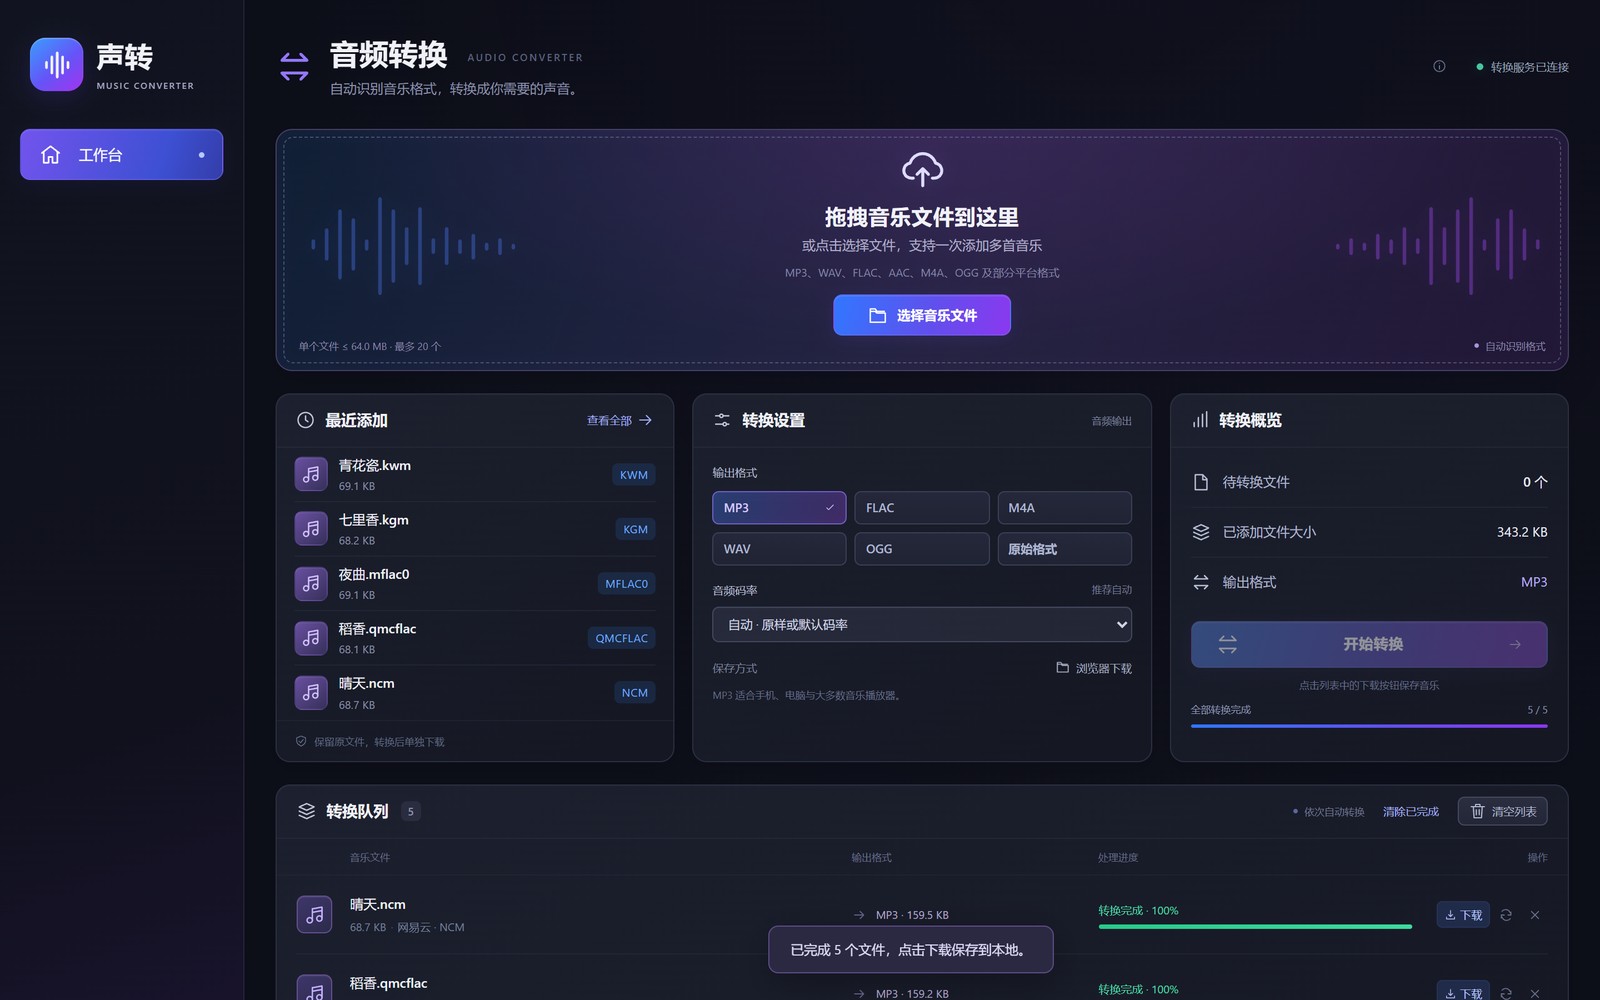 声转
MUSIC CONVERTER
工作台
音频转换
AUDIO CONVERTER
自动识别音乐格式，转换成你需要的声音。
转换服务已连接
拖拽音乐文件到这里
或点击选择文件，支持一次添加多首音乐
MP3、WAV、FLAC、AAC、M4A、OGG 及部分平台格式
选择音乐文件
单个文件 ≤ 64.0 MB · 最多 20 个
自动识别格式
最近添加
查看全部
青花瓷.kwm
69.1 KB
KWM
七里香.kgm
68.2 KB
KGM
夜曲.mflac0
69.1 KB
MFLAC0
稻香.qmcflac
68.1 KB
QMCFLAC
晴天.ncm
68.7 KB
NCM
保留原文件，转换后单独下载
转换设置
音频输出
输出格式
MP3
FLAC
M4A
WAV
OGG
原始格式
音频码率
推荐自动
自动 · 原样或默认码率
保存方式
浏览器下载
MP3 适合手机、电脑与大多数音乐播放器。
转换概览
待转换文件
0 个
已添加文件大小
343.2 KB
输出格式
MP3
开始转换
点击列表中的下载按钮保存音乐
全部转换完成
5 / 5
转换队列
5
依次自动转换
清除已完成
清空列表
音乐文件
输出格式
处理进度
操作
晴天.ncm
68.7 KB · 网易云 · NCM
MP3 · 159.5 KB
转换完成 · 100%
下载
已完成 5 个文件，点击下载保存到本地。
稻香.qmcflac
MP3 · 159.2 KB
转换完成 · 100%
下载